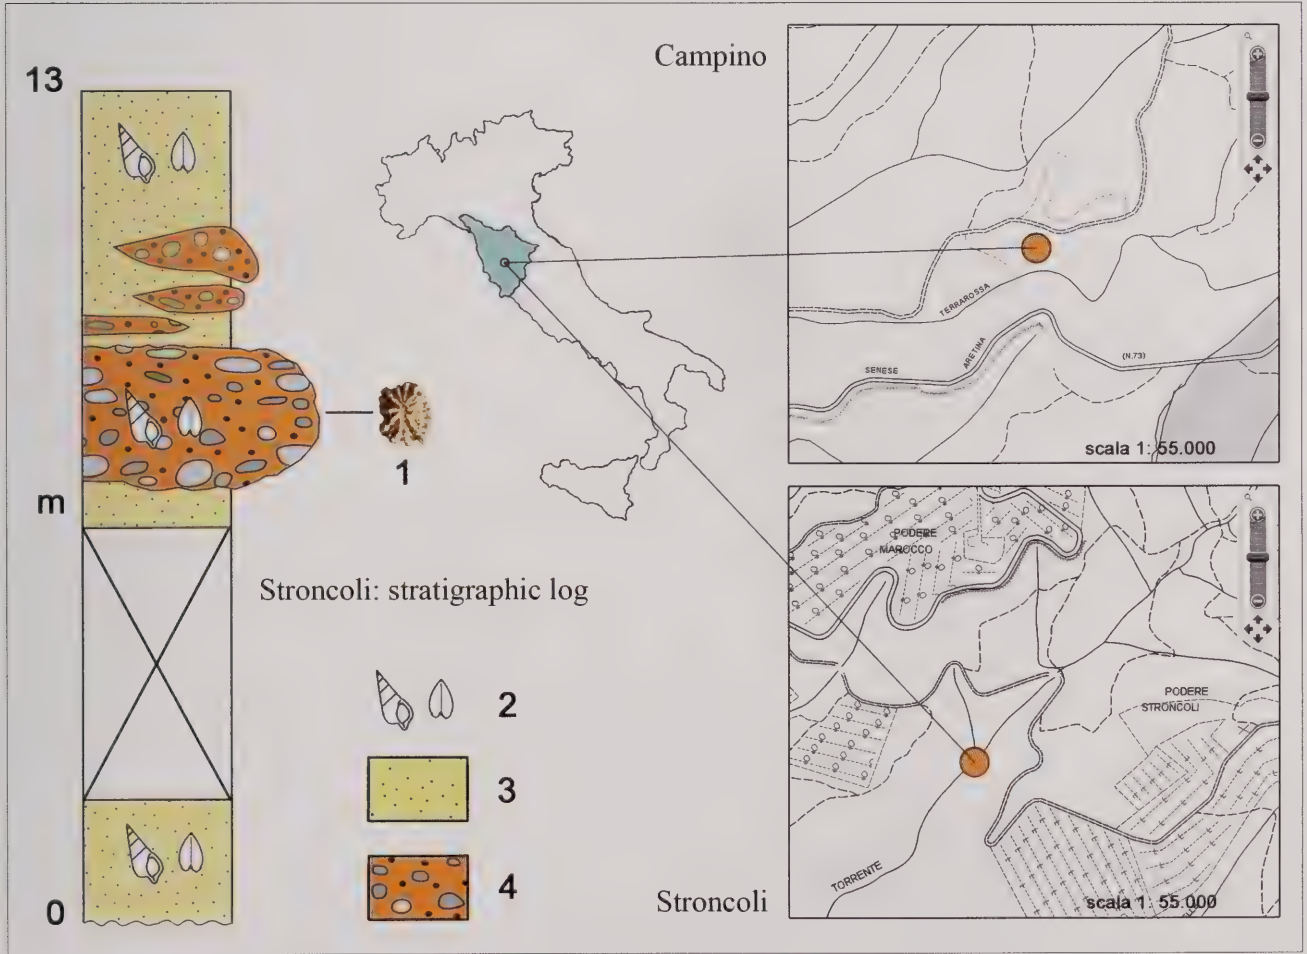 13
m
0
Stroncoli: stratigraphic log
1
2
3
4
Campino
TERRAROSSA
SENESE
ARETINA
(N.73)
scala 1: 55.000
PODERE
MAROCCO
PODERE
STRONCOLI
TORRENTE
scala 1: 55.000
Stroncoli